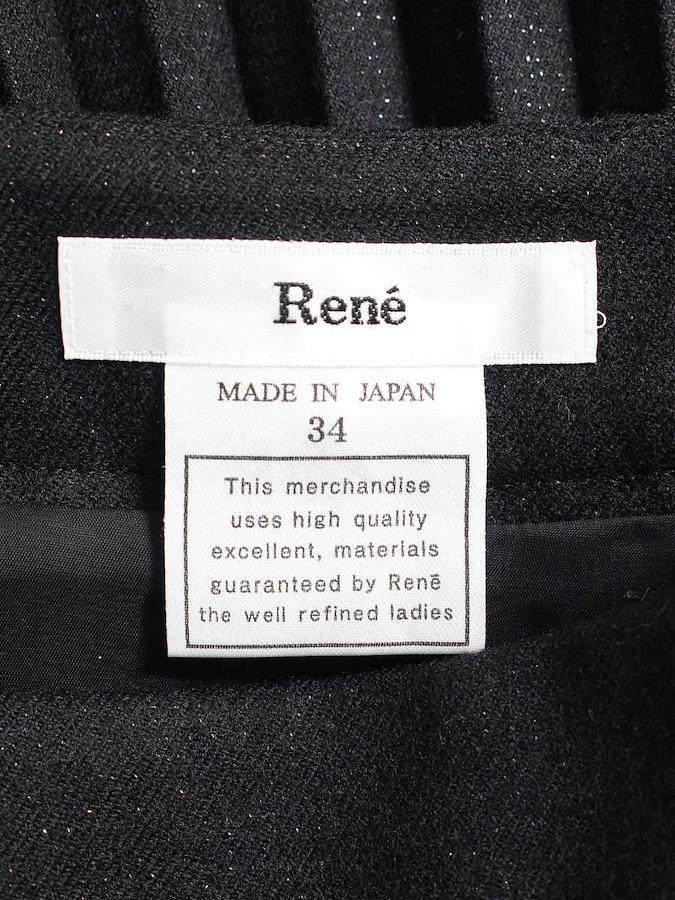 René
MADE IN JAPAN
34
This merchandise
uses high quality
excellent, materials
guaranteed by Renē
the well refined ladies